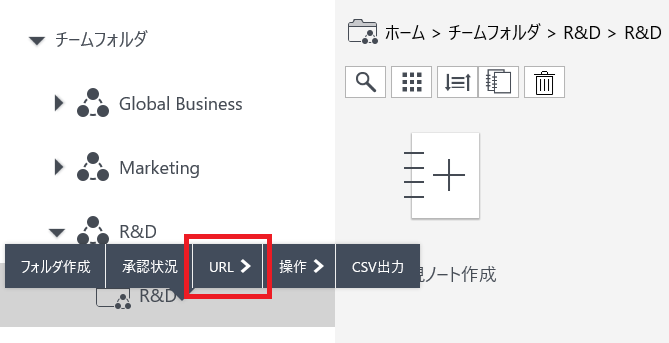 チームフォルダ
Global Business
Marketing
R&D
フォルダ作成 承認状況 URL 操作 CSV出力
R&D
ホーム > チームフォルダ > R&D > R&D
ノート作成